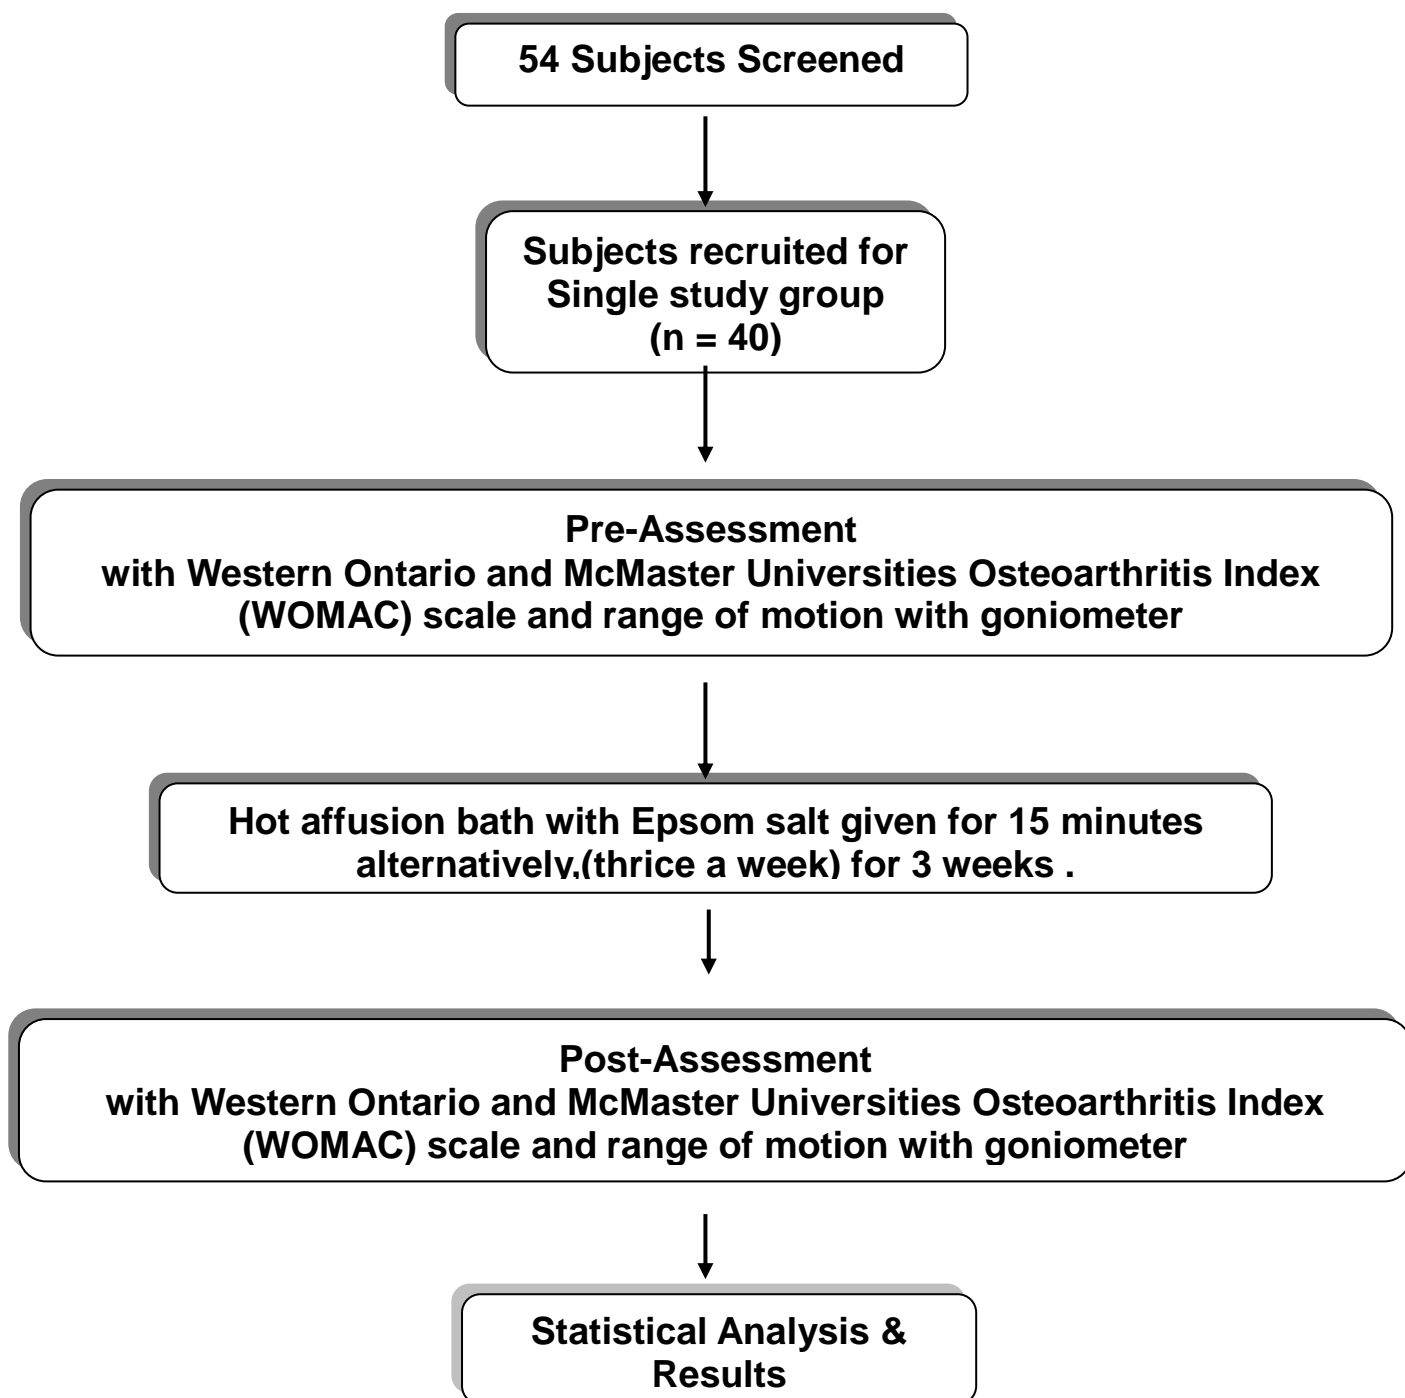 54 Subjects Screened
Subjects recruited for
Single study group
(n = 40)
Pre-Assessment
with Western Ontario and McMaster Universities Osteoarthritis Index
(WOMAC) scale and range of motion with goniometer
Hot affusion bath with Epsom salt given for 15 minutes
alternatively,(thrice a week) for 3 weeks .
Post-Assessment
with Western Ontario and McMaster Universities Osteoarthritis Index
(WOMAC) scale and range of motion with goniometer
Statistical Analysis &
Results